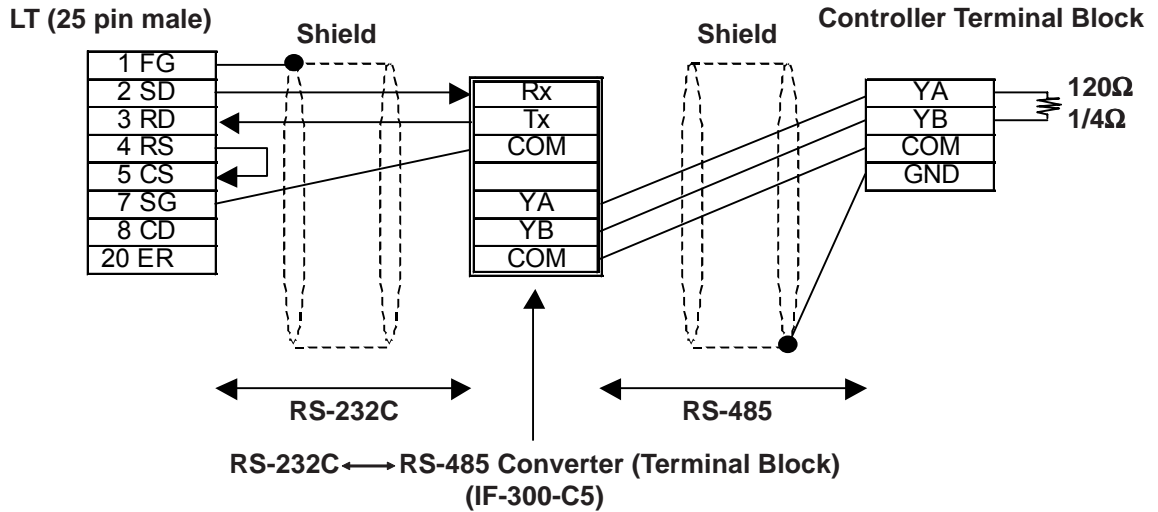 LT (25 pin male)
Shield
Shield
Controller Terminal Block
1 FG
2 SD
3 RD
4 RS
5 CS
7 SG
8 CD
20 ER
Rx
Tx
COM
YA
YB
COM
YA
YB
COM
GND
120Ω
1/4Ω
RS-232C
RS-485
RS-232C ↔ RS-485 Converter (Terminal Block)
(IF-300-C5)